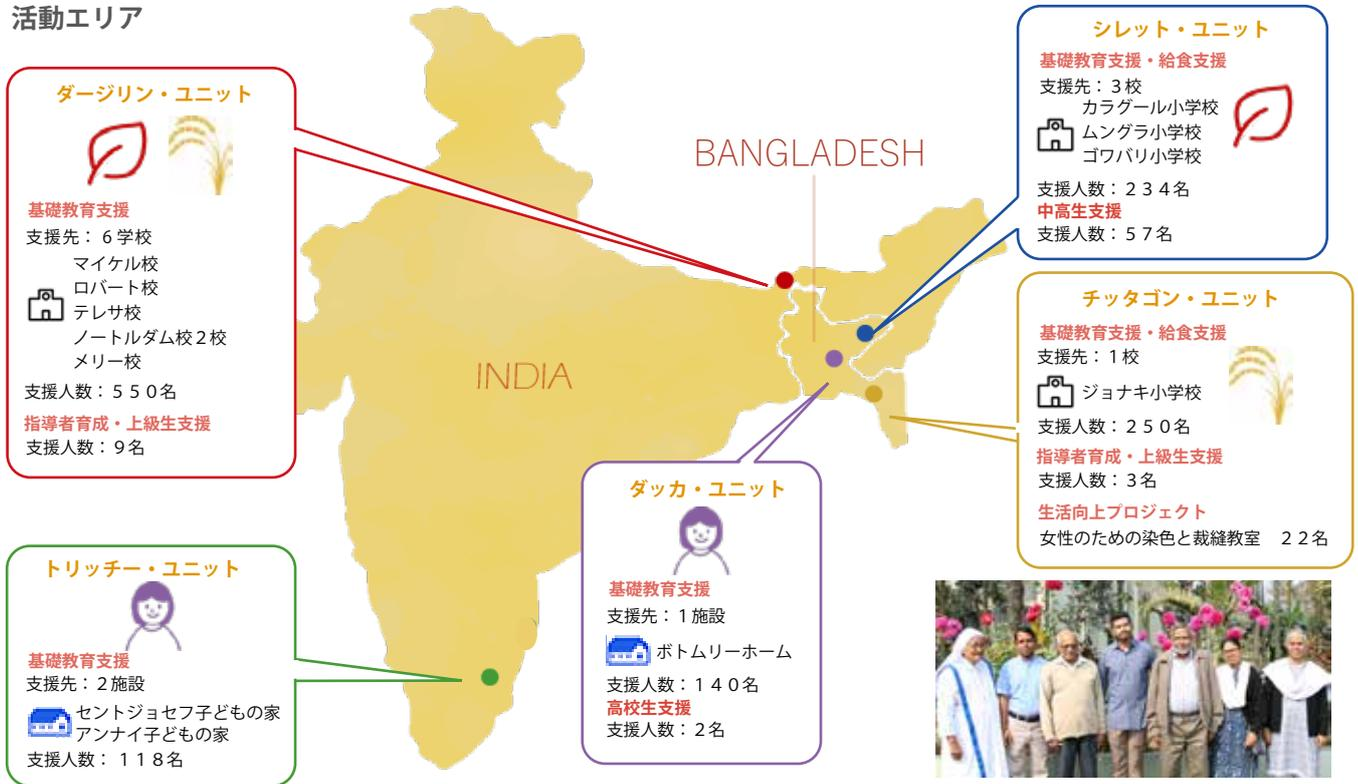 活動エリア
ダージリン・ユニット
基礎教育支援
支援先：６学校
マイケル校
ロバート校
テレサ校
ノートルダム校２校
メリー校
支援人数：５５０名
指導者育成・上級生支援
支援人数：９名
トリッチー・ユニット
基礎教育支援
支援先：２施設
セントジョセフ子どもの家
アンナイ子どもの家
支援人数：１１８名
INDIA
BANGLADESH
ダッカ・ユニット
基礎教育支援
支援先：１施設
ボトムリーホーム
支援人数：１４０名
高校生支援
支援人数：２名
シレット・ユニット
基礎教育支援・給食支援
支援先：３校
カラグール小学校
ムングラ小学校
ゴワバリ小学校
支援人数：２３４名
中高生支援
支援人数：５７名
チッタゴン・ユニット
基礎教育支援・給食支援
支援先：１校
ジョナキ小学校
支援人数：２５０名
指導者育成・上級生支援
支援人数：３名
生活向上プロジェクト
女性のための染色と裁縫教室　２２名